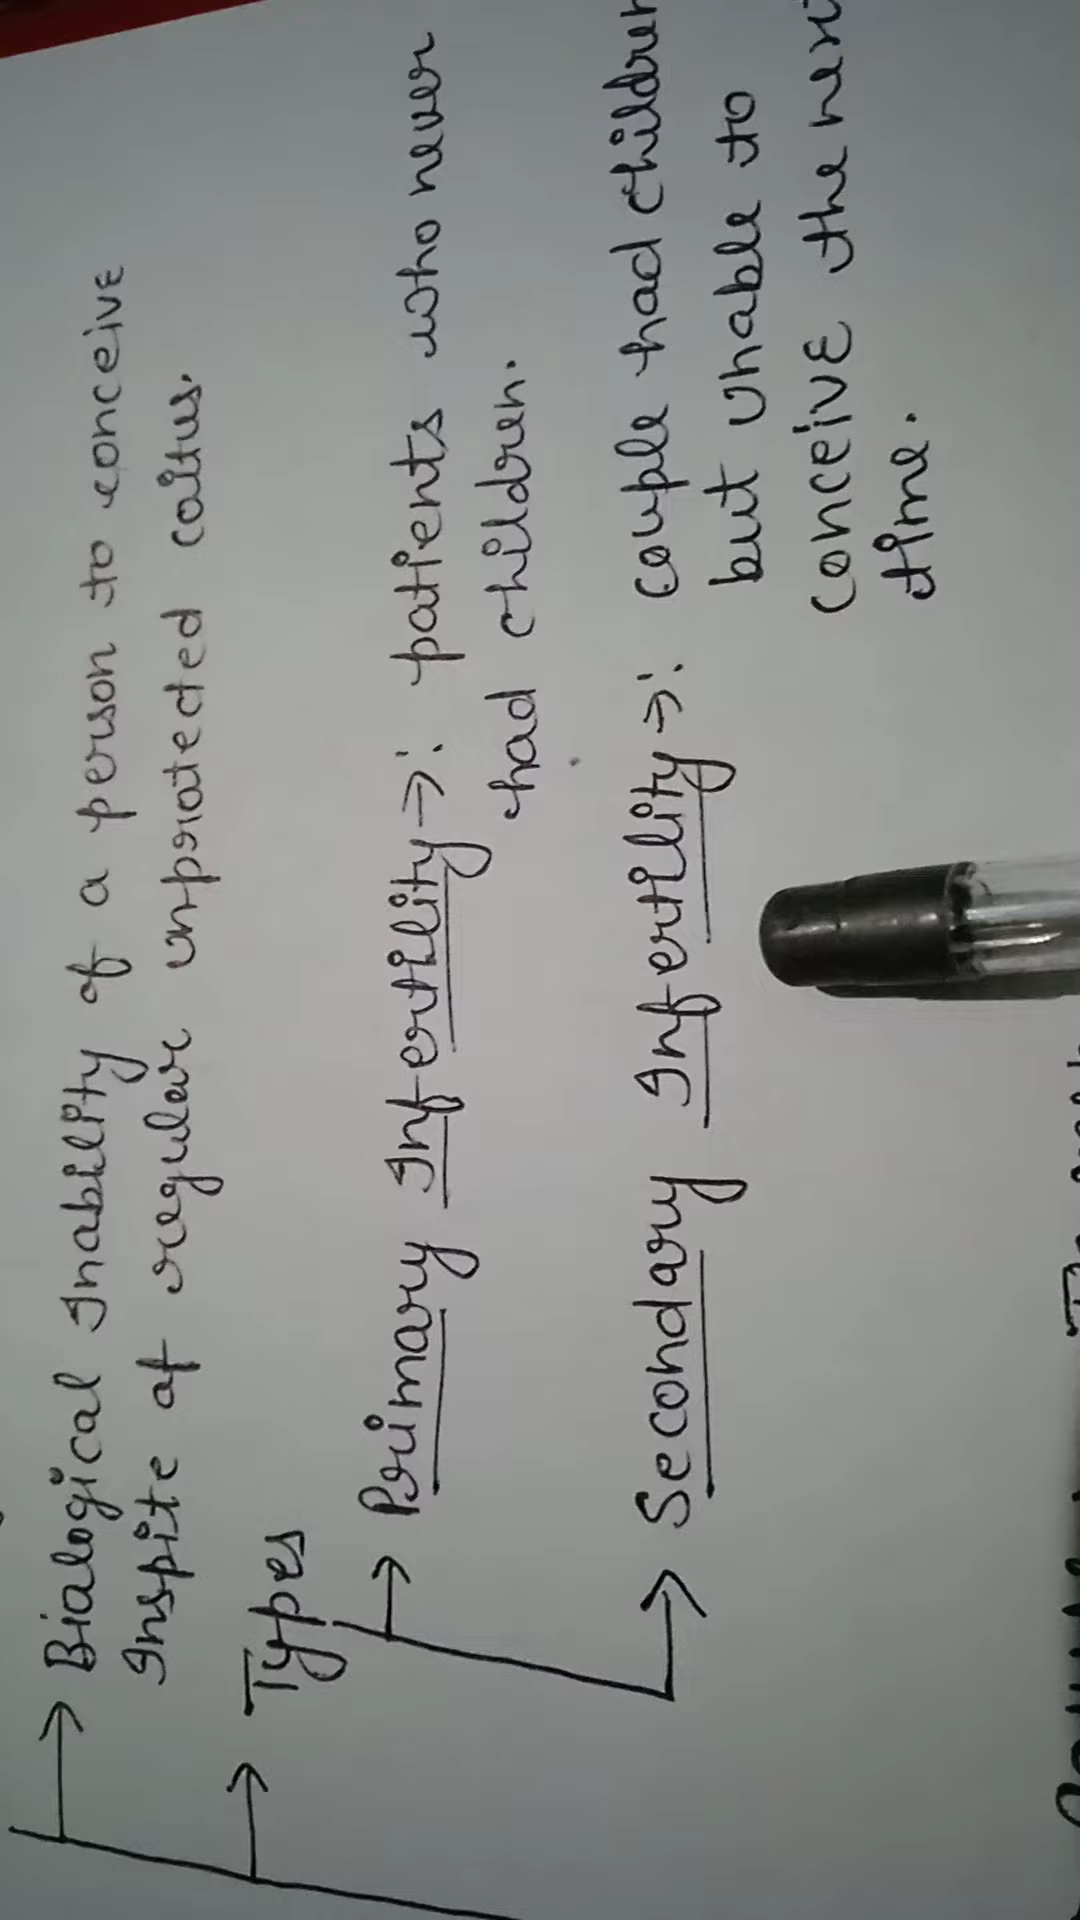 Bialogical Inability of a person to conceive
Inspite of regular unprotected coitus.
Types
Primary Infertility ⇒: patients who never
had children.
Secondary Infertility ⇒: couple had children
but unable to
conceive the next
time.